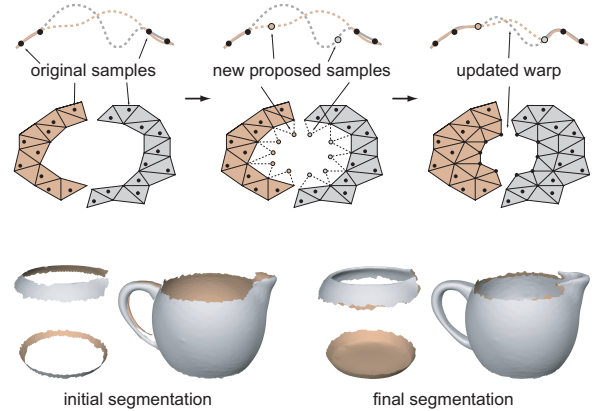 original samples
new proposed samples
updated warp
initial segmentation
final segmentation